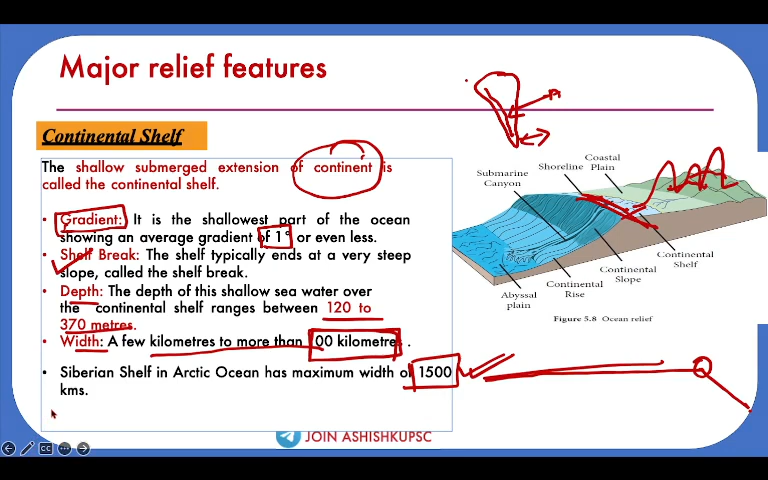 Major relief features
Continental Shelf
The shallow submerged extension of continent is
called the continental shelf.
• Gradient: It is the shallowest part of the ocean
showing an average gradient of 1° or even less.
• Shelf Break: The shelf typically ends at a very steep
slope, called the shelf break.
• Depth: The depth of this shallow sea water over
the continental shelf ranges between 120 to
370 metres.
• Width: A few kilometres to more than 100 kilometres .
• Siberian Shelf in Arctic Ocean has maximum width of 1500
kms.
Coastal
Plain
Shoreline
Submarine
Canyon
Continental
Shelf
Continental
Slope
Continental
Rise
Abyssal
plain
Figure 5.8 Ocean relief
JOIN ASHISHKUPSC
CC